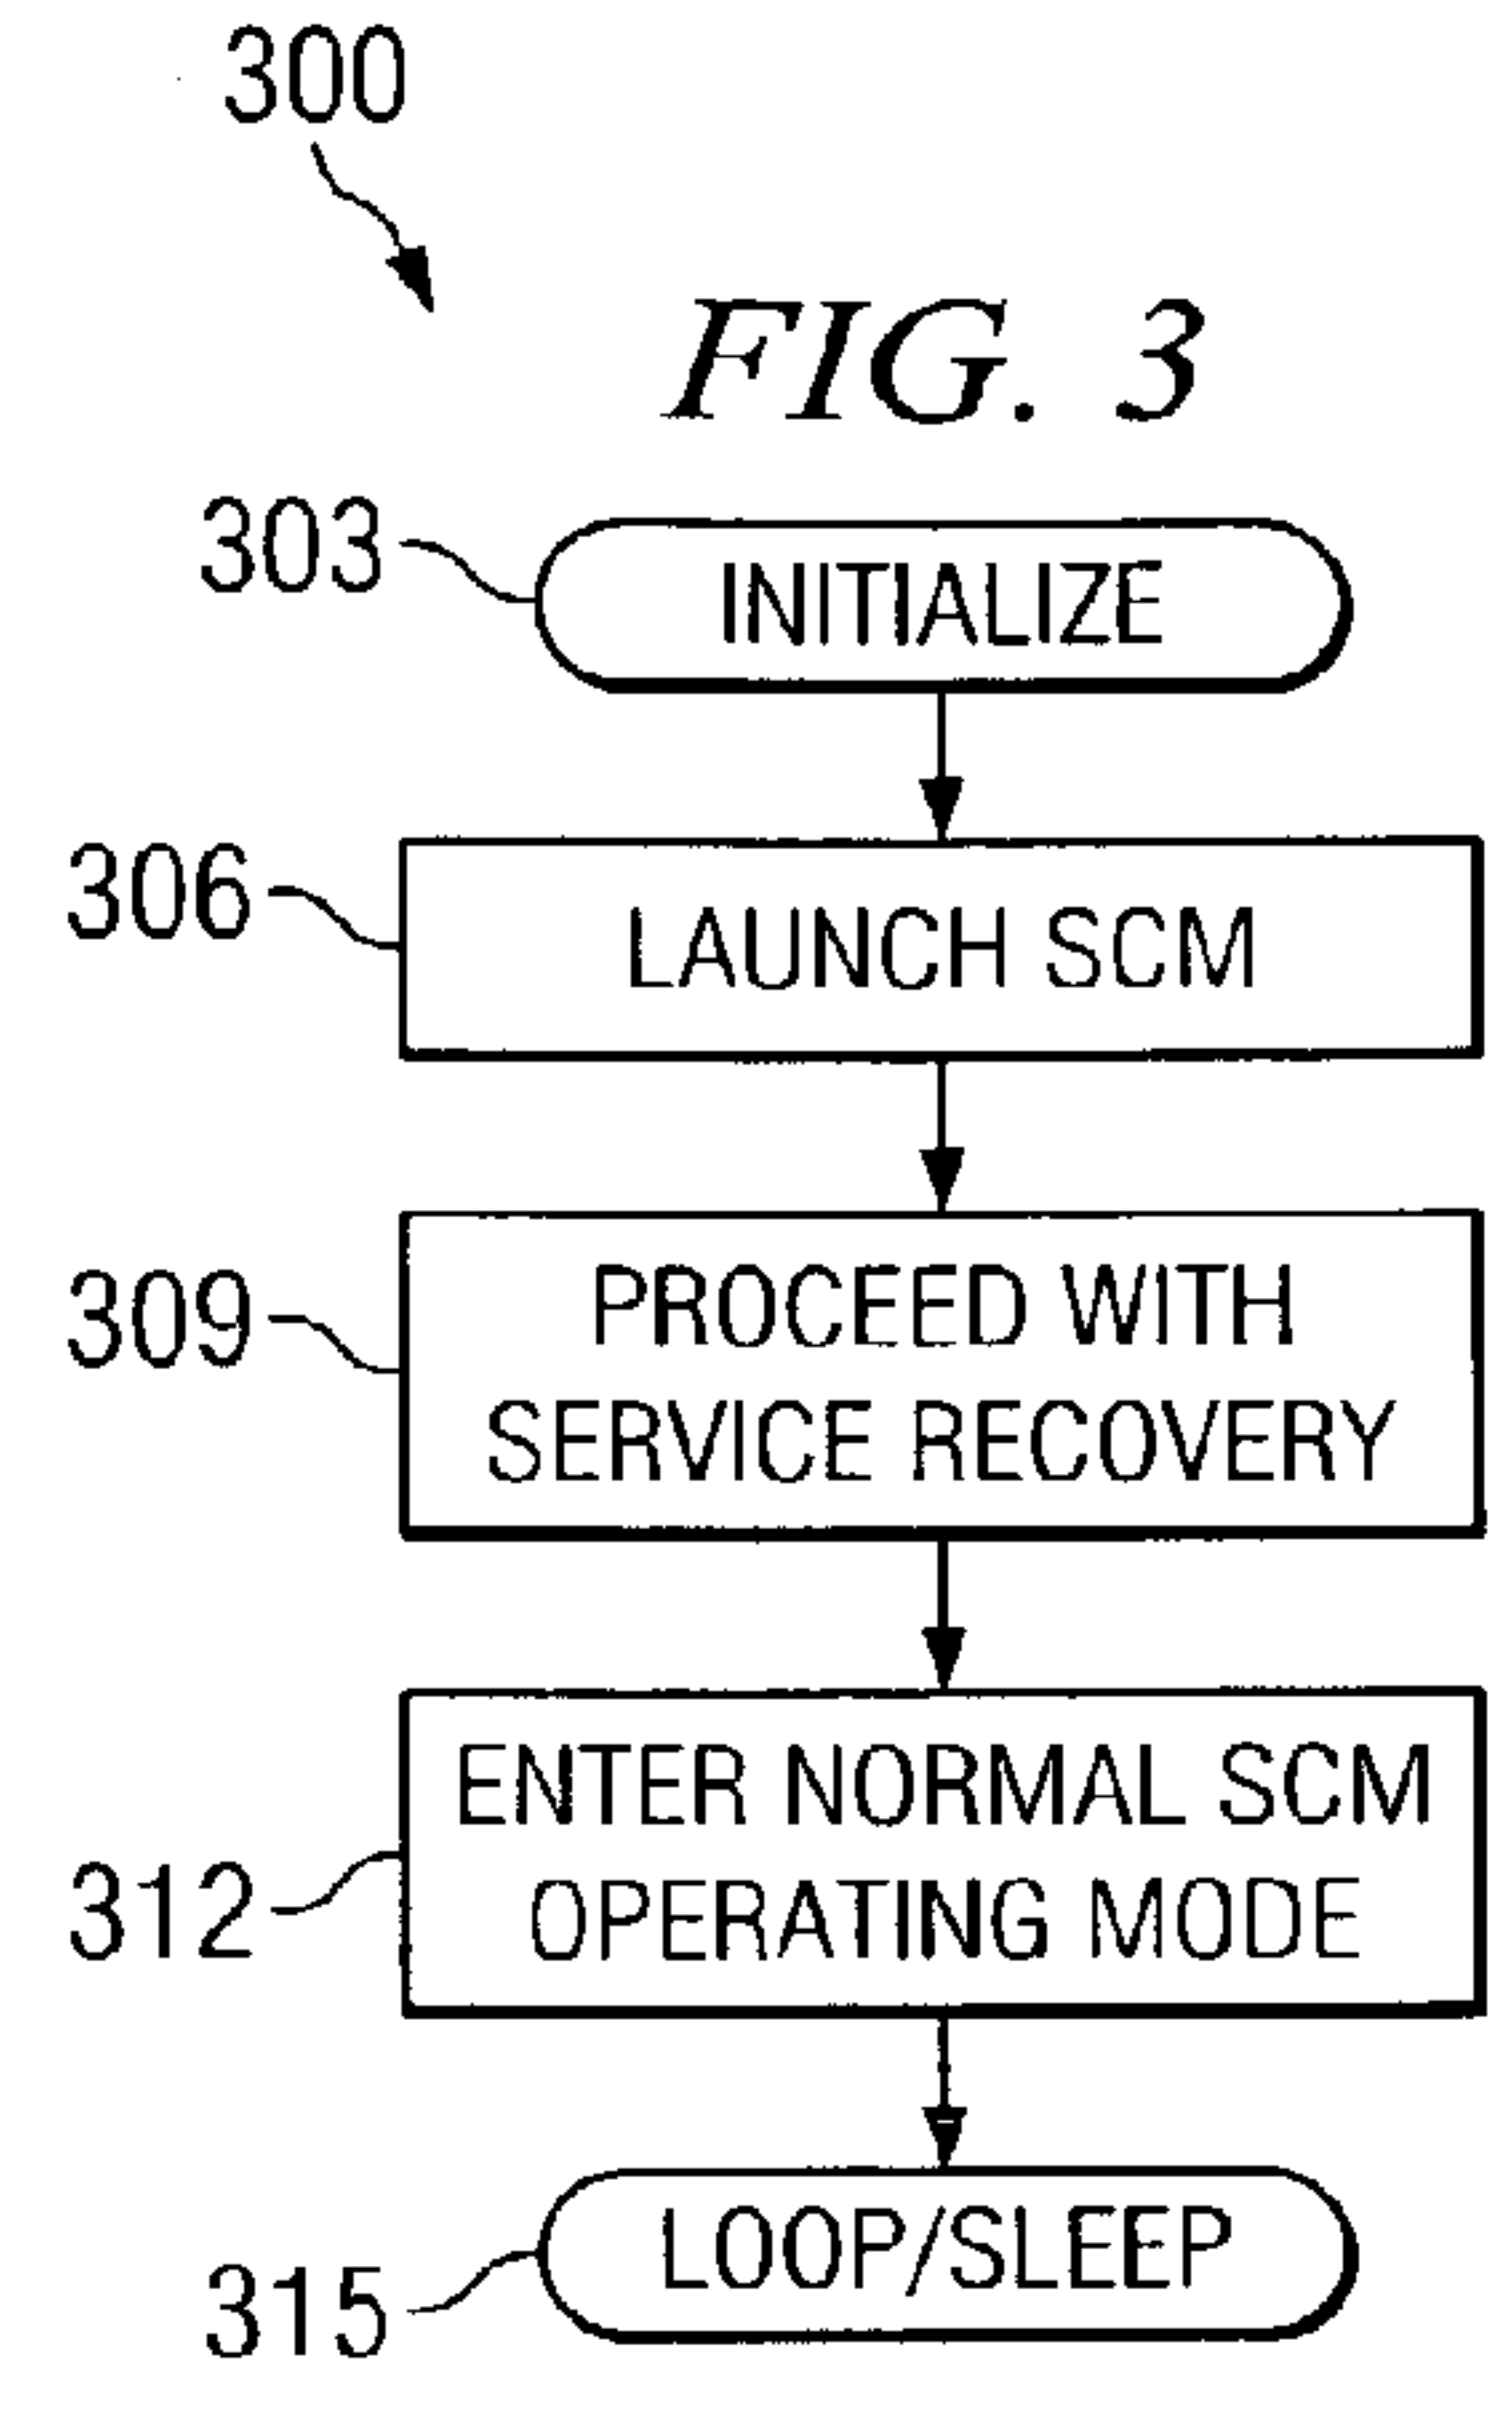 300
FIG. 3
303
INITIALIZE
306
LAUNCH SCM
309
PROCEED WITH
SERVICE RECOVERY
312
ENTER NORMAL SCM
OPERATING MODE
315
LOOP/SLEEP